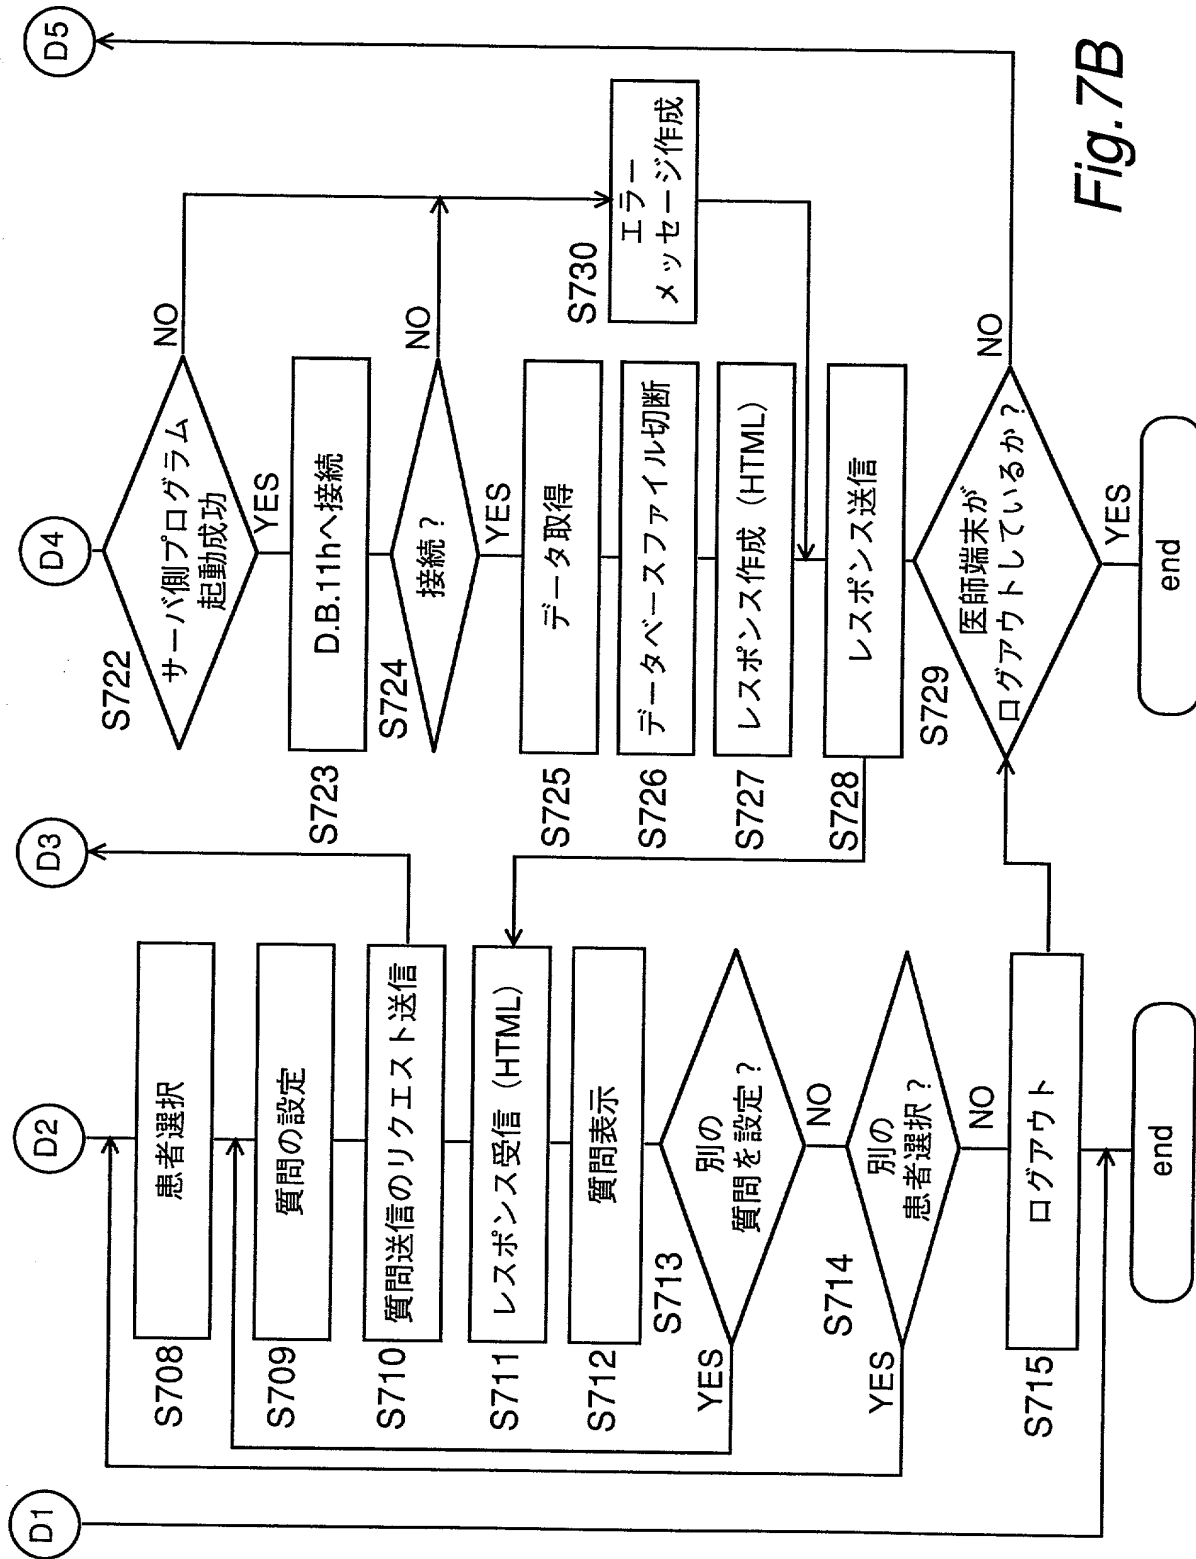 D1
D2
D3
D4
D5
S708
患者選択
S709
質問の設定
S710
質問送信のリクエスト送信
S711
レスポンス受信（HTML）
S712
質問表示
S713
別の
質問を設定？
YES
NO
S714
別の
患者選択？
YES
NO
S715
ログアウト
end
S722
サーバ側プログラム
起動成功
NO
YES
S723
D.B.11hへ接続
S724
接続？
NO
YES
S725
データ取得
S726
データベースファイル切断
S727
レスポンス作成（HTML）
S728
レスポンス送信
S729
医師端末が
ログアウトしているか？
NO
YES
end
S730
エラー
メッセージ作成
Fig.7B